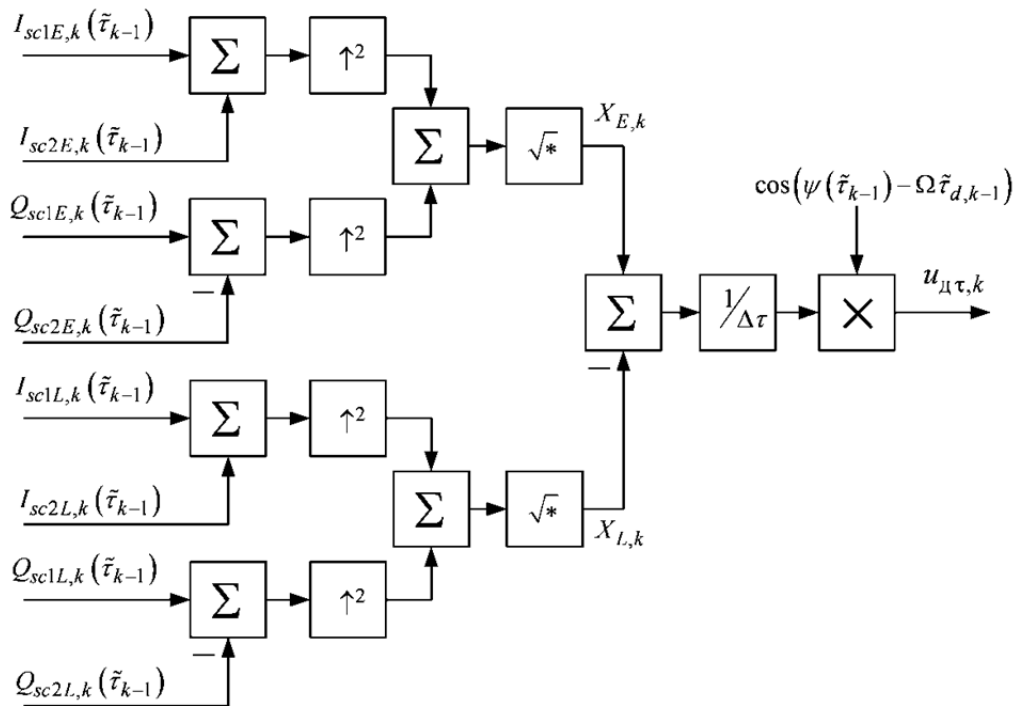 I_{sc1E,k}(τ̃_{k−1})
Σ
↑²
I_{sc2E,k}(τ̃_{k−1})
Σ
√*
X_{E,k}
Q_{sc1E,k}(τ̃_{k−1})
Σ
↑²
−
Q_{sc2E,k}(τ̃_{k−1})
cos(ψ(τ̃_{k−1})−Ωτ̃_{d,k−1})
Σ
1/Δτ
×
u_{дτ,k}
−
I_{sc1L,k}(τ̃_{k−1})
Σ
↑²
I_{sc2L,k}(τ̃_{k−1})
Σ
√*
X_{L,k}
Q_{sc1L,k}(τ̃_{k−1})
Σ
↑²
−
Q_{sc2L,k}(τ̃_{k−1})